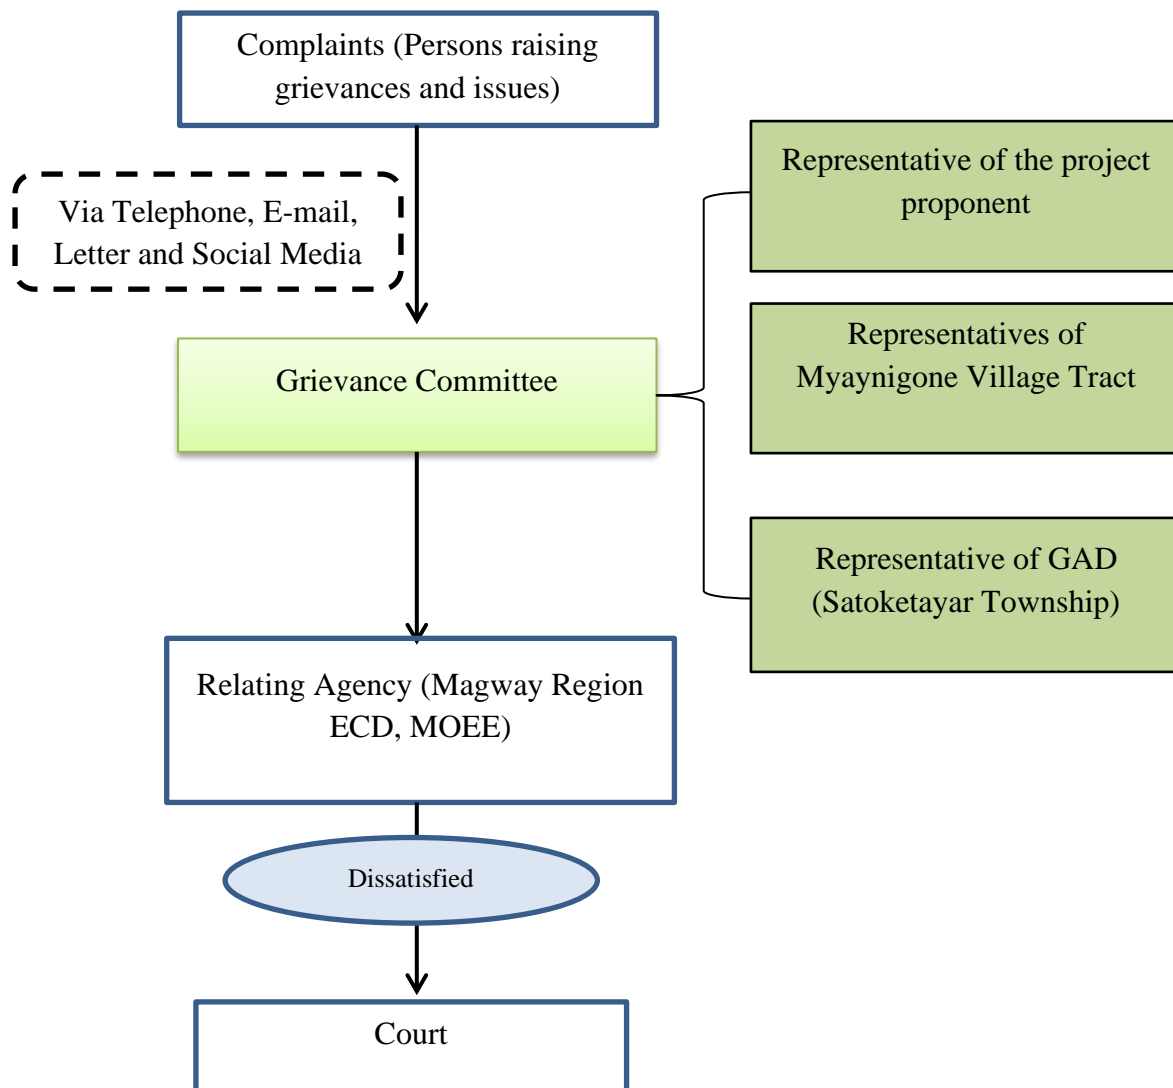 Complaints (Persons raising
grievances and issues)
Via Telephone, E-mail,
Letter and Social Media
Grievance Committee
Representative of the project
proponent
Representatives of
Myaynigone Village Tract
Representative of GAD
(Satoketayar Township)
Relating Agency (Magway Region
ECD, MOEE)
Dissatisfied
Court